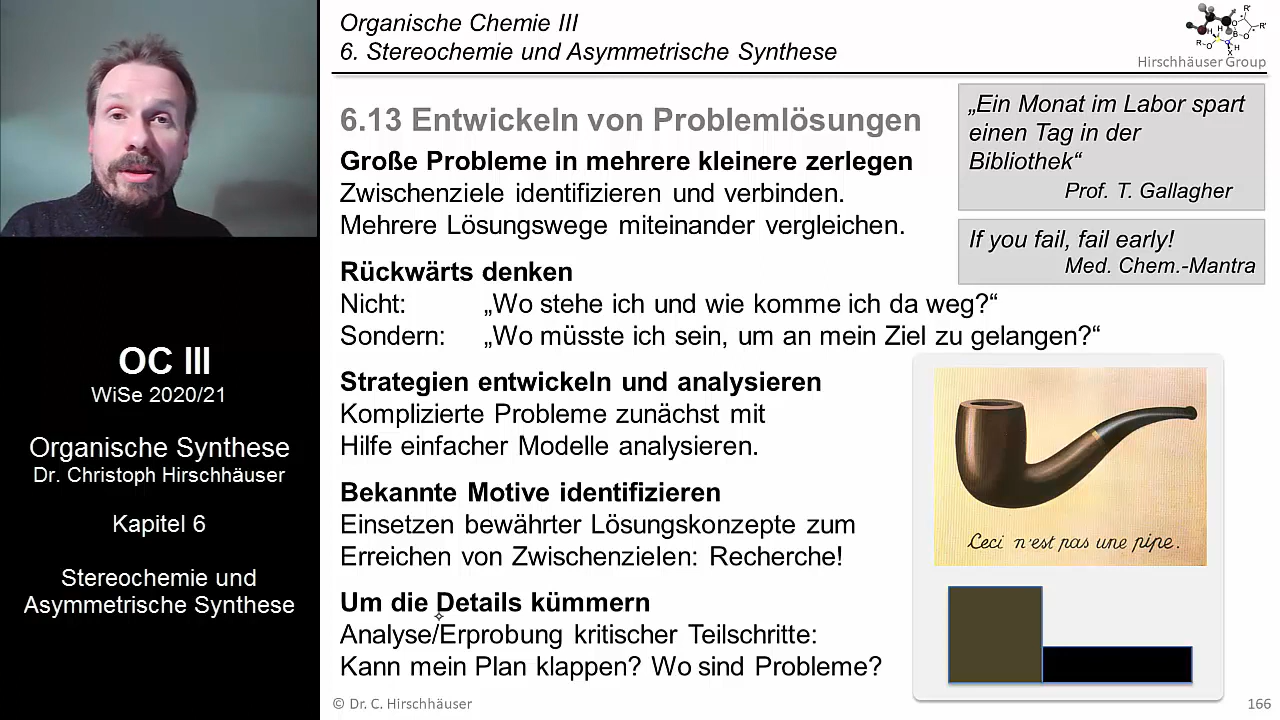 Organische Chemie III
6. Stereochemie und Asymmetrische Synthese
Hirschhäuser Group
6.13 Entwickeln von Problemlösungen
Große Probleme in mehrere kleinere zerlegen
Zwischenziele identifizieren und verbinden.
Mehrere Lösungswege miteinander vergleichen.
Rückwärts denken
Nicht: „Wo stehe ich und wie komme ich da weg?“
Sondern: „Wo müsste ich sein, um an mein Ziel zu gelangen?“
Strategien entwickeln und analysieren
Komplizierte Probleme zunächst mit
Hilfe einfacher Modelle analysieren.
Bekannte Motive identifizieren
Einsetzen bewährter Lösungskonzepte zum
Erreichen von Zwischenzielen: Recherche!
Um die Details kümmern
Analyse/Erprobung kritischer Teilschritte:
Kann mein Plan klappen? Wo sind Probleme?
„Ein Monat im Labor spart
einen Tag in der
Bibliothek“
Prof. T. Gallagher
If you fail, fail early!
Med. Chem.-Mantra
Ceci n'est pas une pipe.
OC III
WiSe 2020/21
Organische Synthese
Dr. Christoph Hirschhäuser
Kapitel 6
Stereochemie und
Asymmetrische Synthese
© Dr. C. Hirschhäuser
166